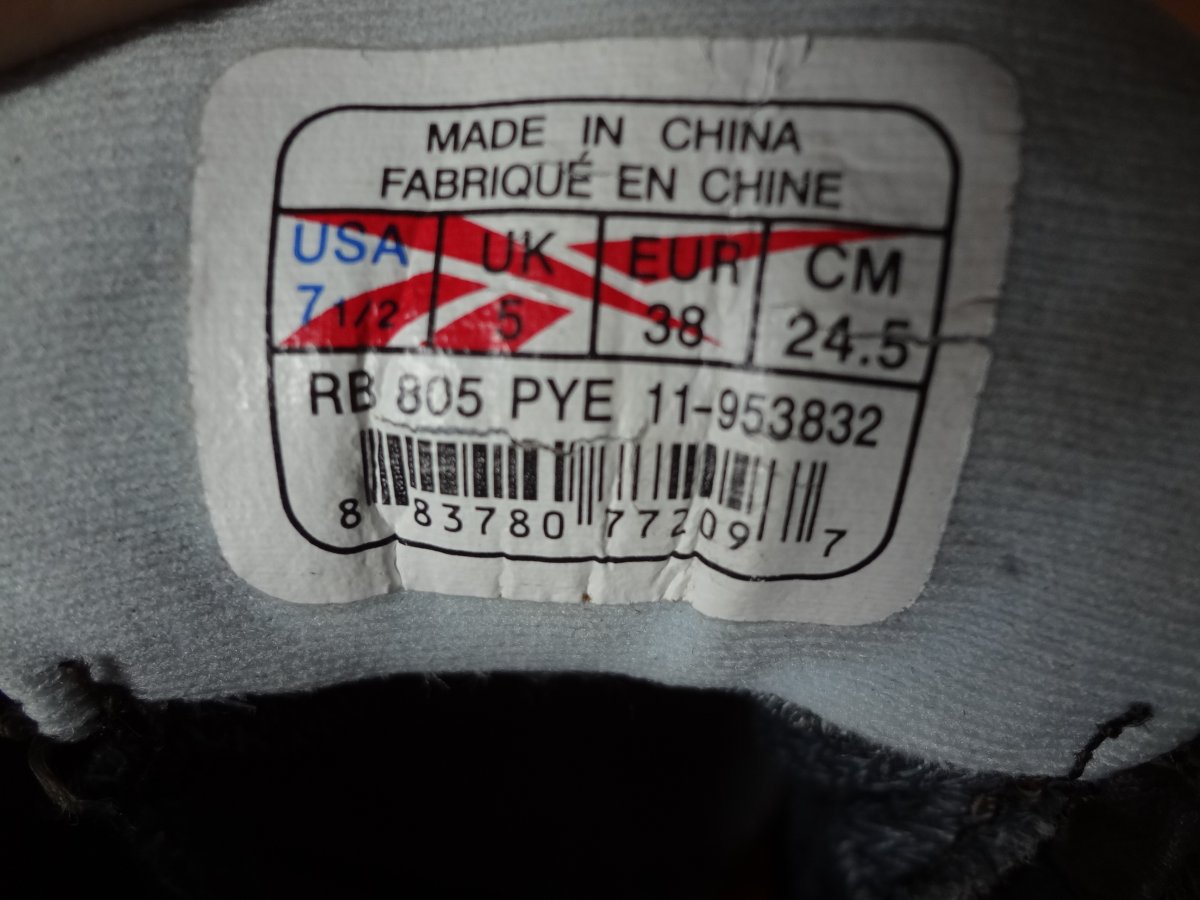 MADE IN CHINA
FABRIQUÉ EN CHINE
USA UK EUR CM
7 1/2 5 38 24.5
RB 805 PYE 11-953832
8 83780 77209 7